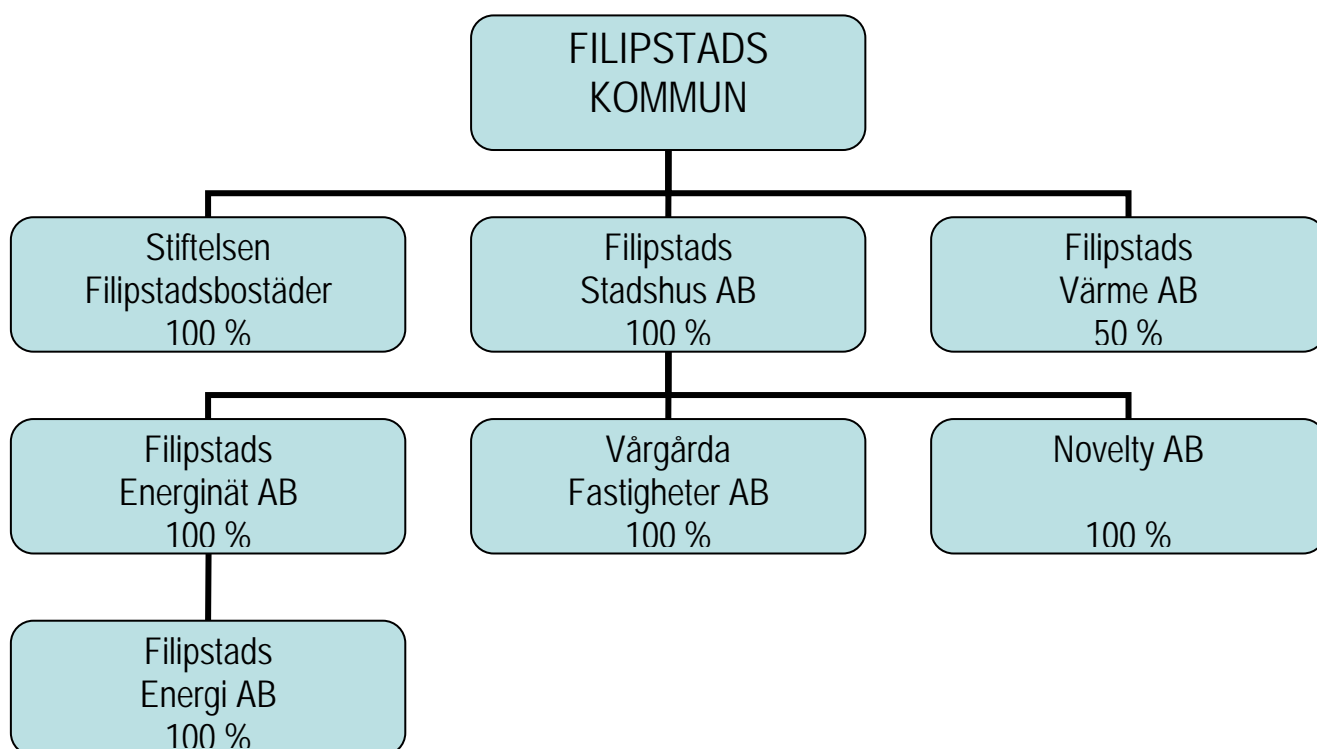 FILIPSTADS
KOMMUN
Stiftelsen
Filipstadsbostäder
100 %
Filipstads
Stadshus AB
100 %
Filipstads
Värme AB
50 %
Filipstads
Energinät AB
100 %
Vårgårda
Fastigheter AB
100 %
Novelty AB
100 %
Filipstads
Energi AB
100 %